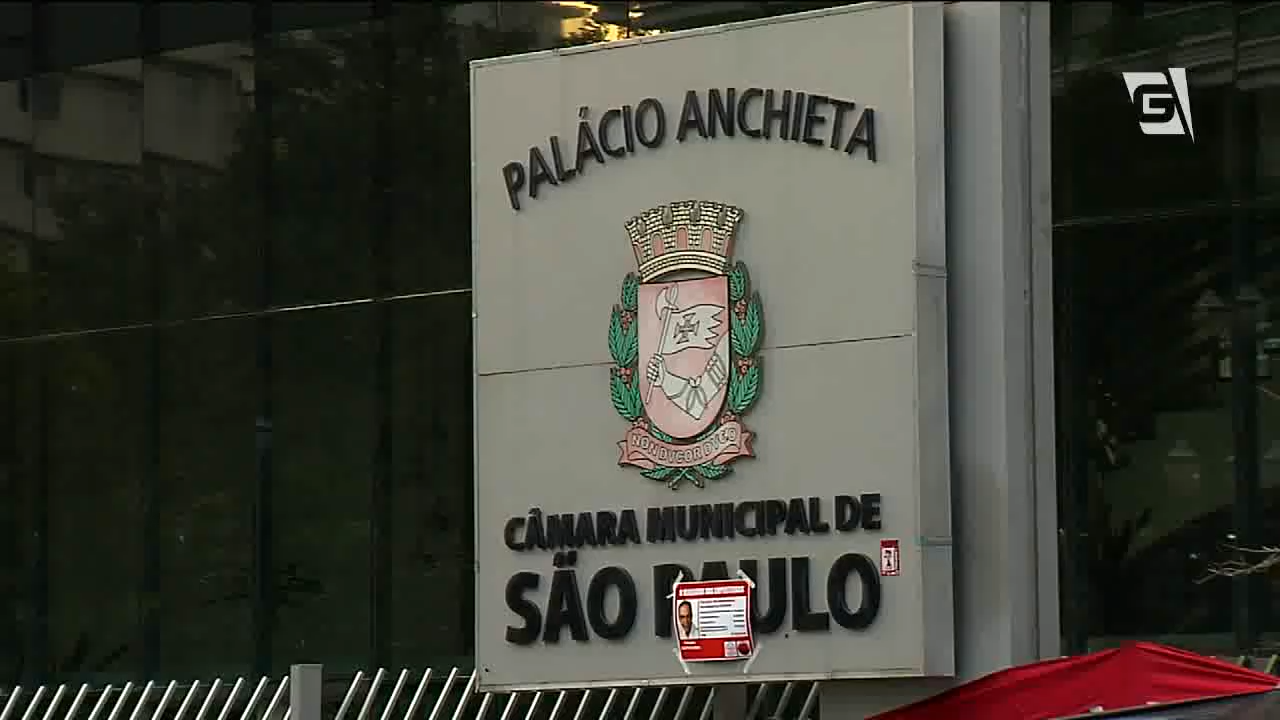 PALÁCIO ANCHIETA
NON DVCOR DVCO
CÂMARA MUNICIPAL DE
SÃO PAULO
G